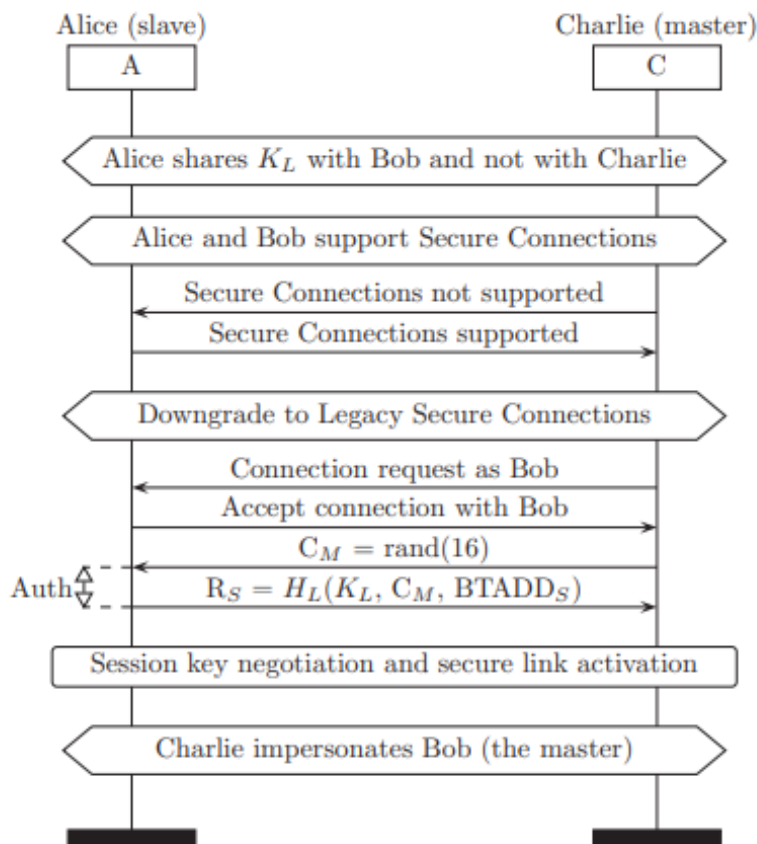 Alice (slave)
Charlie (master)
A
C
Alice shares K_L with Bob and not with Charlie
Alice and Bob support Secure Connections
Secure Connections not supported
Secure Connections supported
Downgrade to Legacy Secure Connections
Connection request as Bob
Accept connection with Bob
C_M = rand(16)
Auth
R_S = H_L(K_L, C_M, BTADD_S)
Session key negotiation and secure link activation
Charlie impersonates Bob (the master)